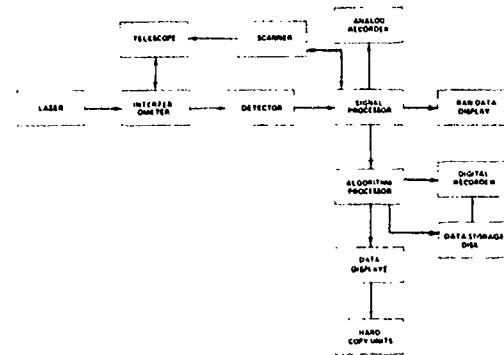 ANALOG
RECORDER
TELESCOPE
SCANNER
LASER
INTERFER
OMETER
DETECTOR
SIGNAL
PROCESSOR
RAW DATA
DISPLAY
ALGORITHM
PROCESSOR
DIGITAL
RECORDER
DATA STORAGE
DISK
DATA
DISPLAYS
HARD
COPY UNITS